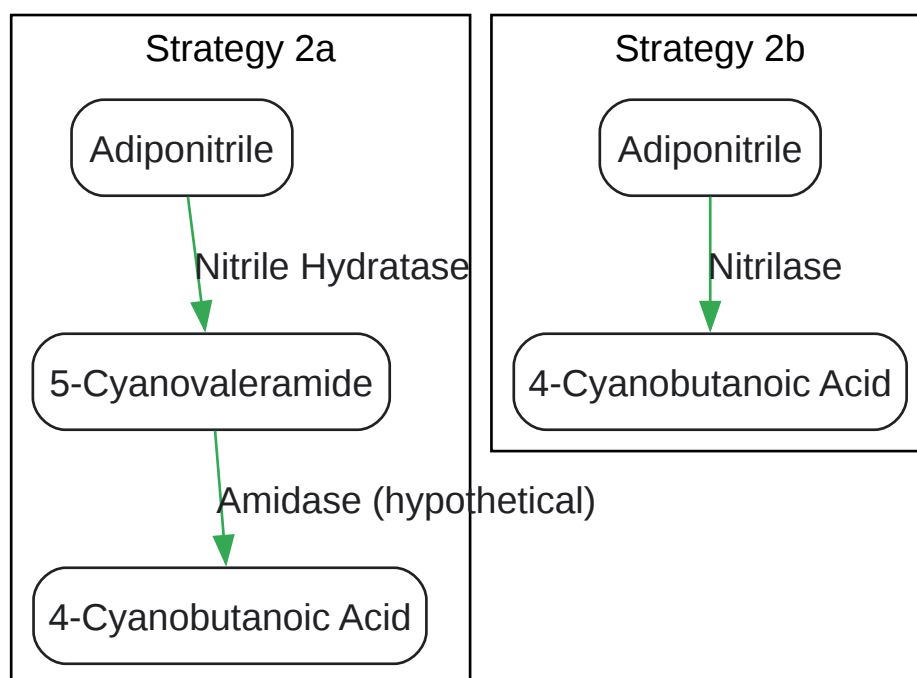 Strategy 2a
Adiponitrile
Nitrile Hydratase
5-Cyanovaleramide
Amidase (hypothetical)
4-Cyanobutanoic Acid
Strategy 2b
Adiponitrile
Nitrilase
4-Cyanobutanoic Acid